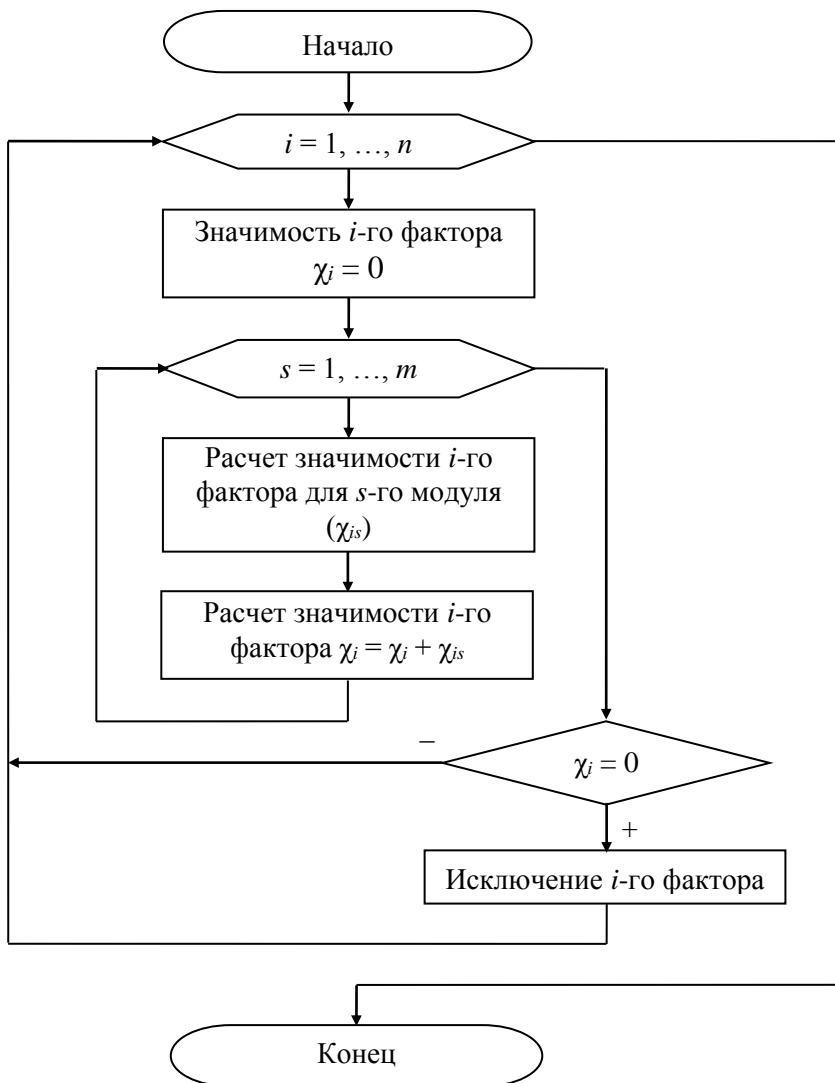 Начало
i = 1, …, n
Значимость i-го фактора
χi = 0
s = 1, …, m
Расчет значимости i-го
фактора для s-го модуля
(χis)
Расчет значимости i-го
фактора χi = χi + χis
–
χi = 0
+
Исключение i-го фактора
Конец